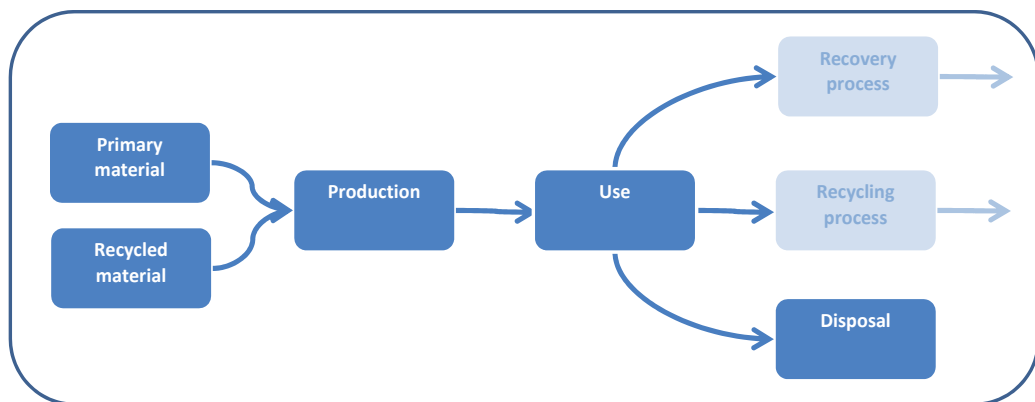 Primary
material
Recycled
material
Production
Use
Recovery
process
Recycling
process
Disposal